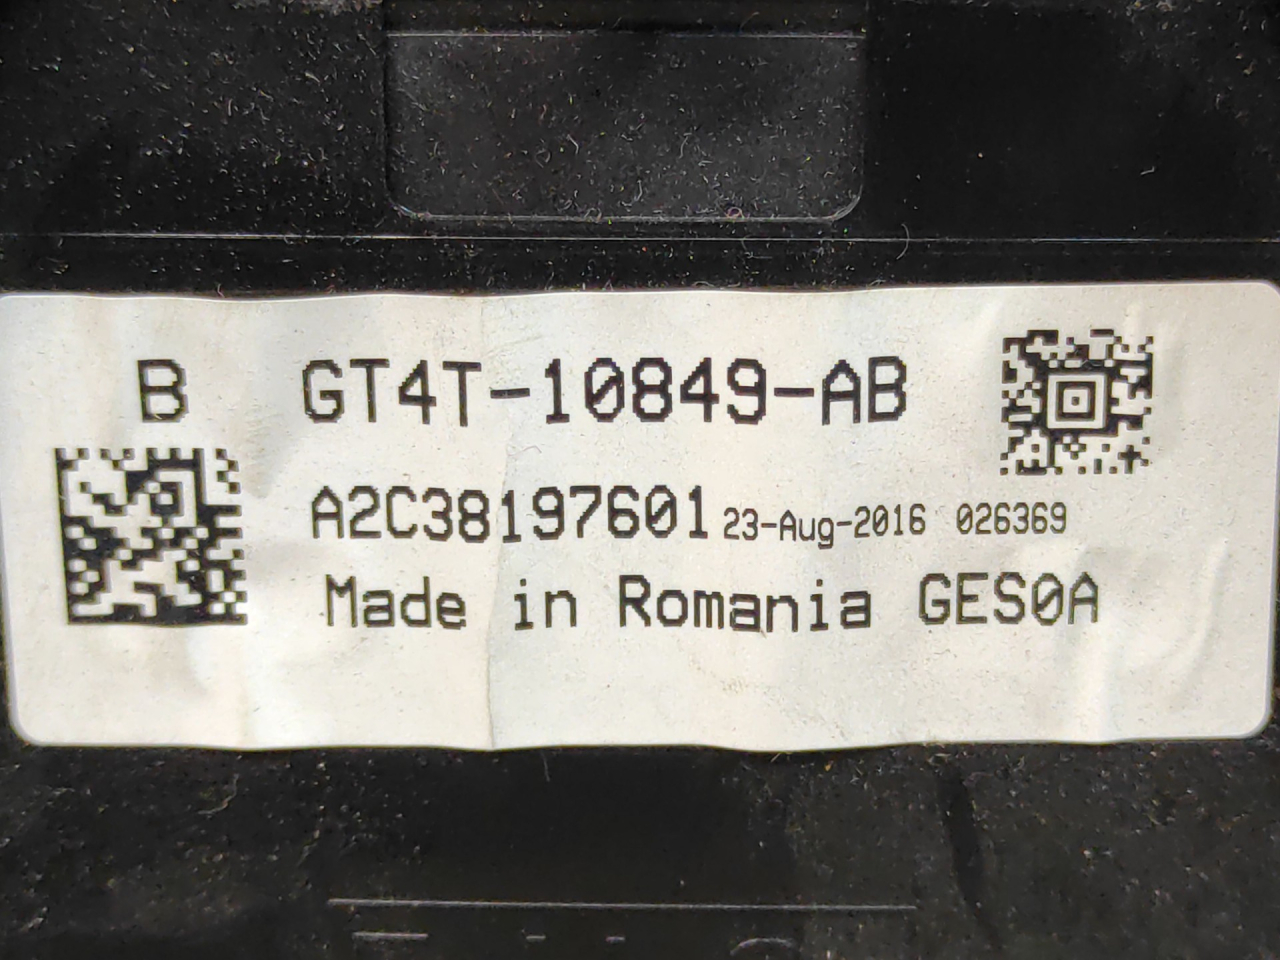 B GT4T-10849-AB
A2C38197601 23-Aug-2016 026369
Made in Romania GES0A